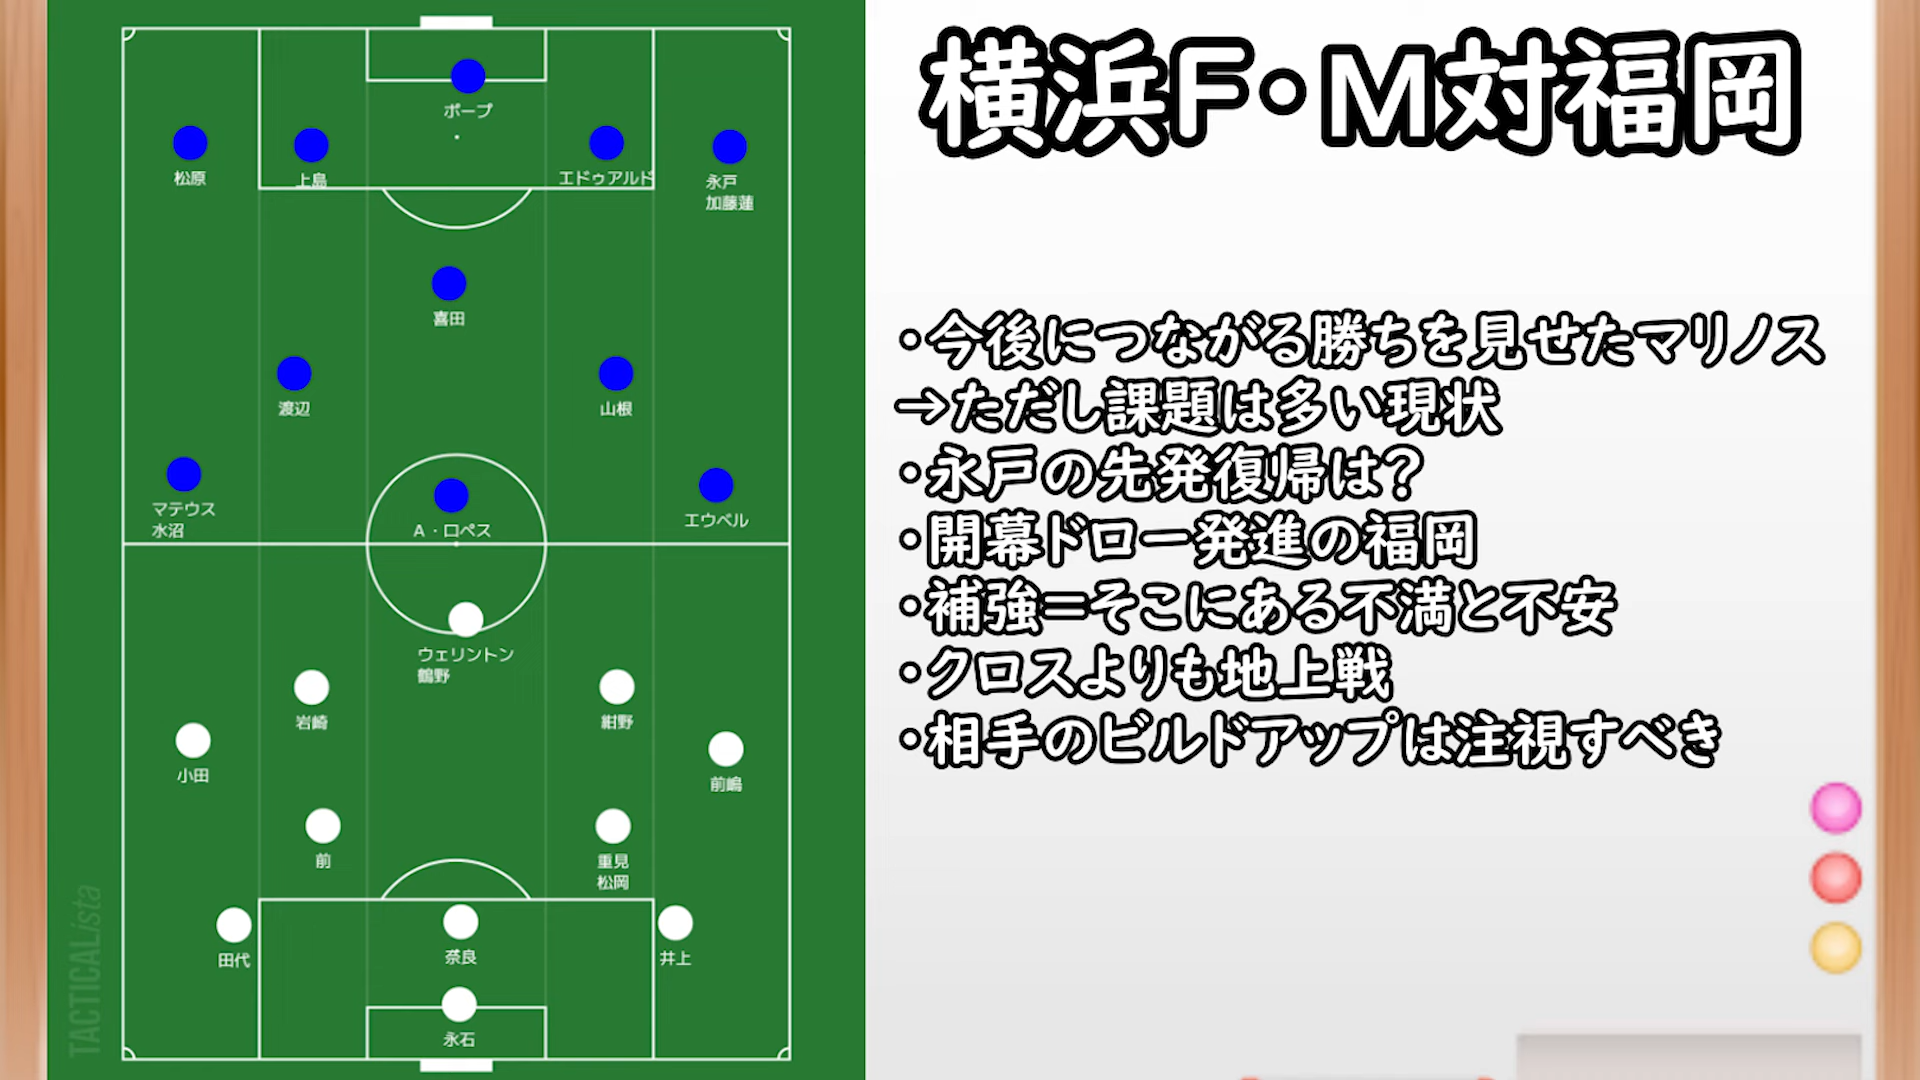 横浜F・M対福岡
・今後につながる勝ちを見せたマリノス
→ただし課題は多い現状
・永戸の先発復帰は？
・開幕ドロー発進の福岡
・補強＝そこにある不満と不安
・クロスよりも地上戦
・相手のビルドアップは注視すべき
ポープ
松原
上島
エドゥアルド
永戸
加藤蓮
喜田
渡辺
山根
マテウス
水沼
A・ロペス
エウベル
ウェリントン
鶴野
岩崎
紺野
小田
前嶋
前
重見
松岡
田代
奈良
井上
永石
TACTICALista